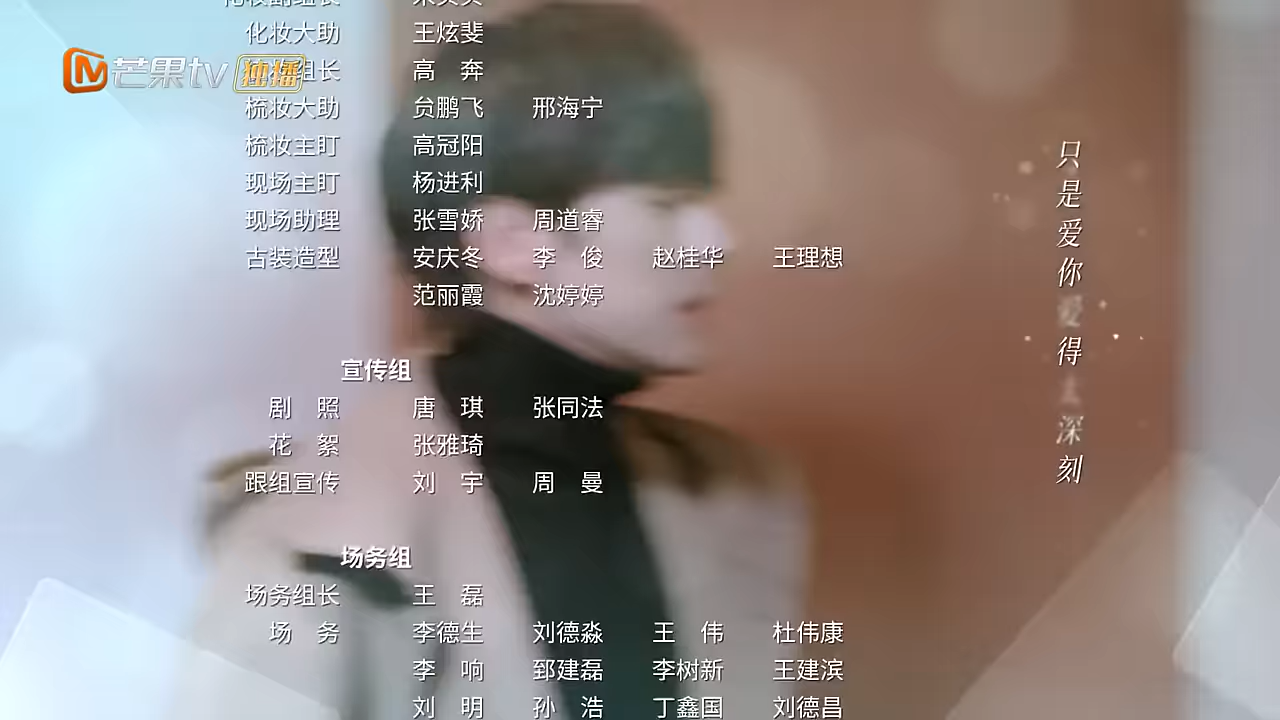 化妆大助 王炫斐
芒果tv 独播
组长 高 奔
梳妆大助 贠鹏飞 邢海宁
梳妆主盯 高冠阳
现场主盯 杨进利
现场助理 张雪娇 周道睿
古装造型 安庆冬 李 俊 赵桂华 王理想
范丽霞 沈婷婷
宣传组
剧 照 唐 琪 张同法
花 絮 张雅琦
跟组宣传 刘 宇 周 曼
场务组
场务组长 王 磊
场 务 李德生 刘德淼 王 伟 杜伟康
李 响 郅建磊 李树新 王建滨
刘 明 孙 浩 丁鑫国 刘德昌
只是爱你爱得太深刻